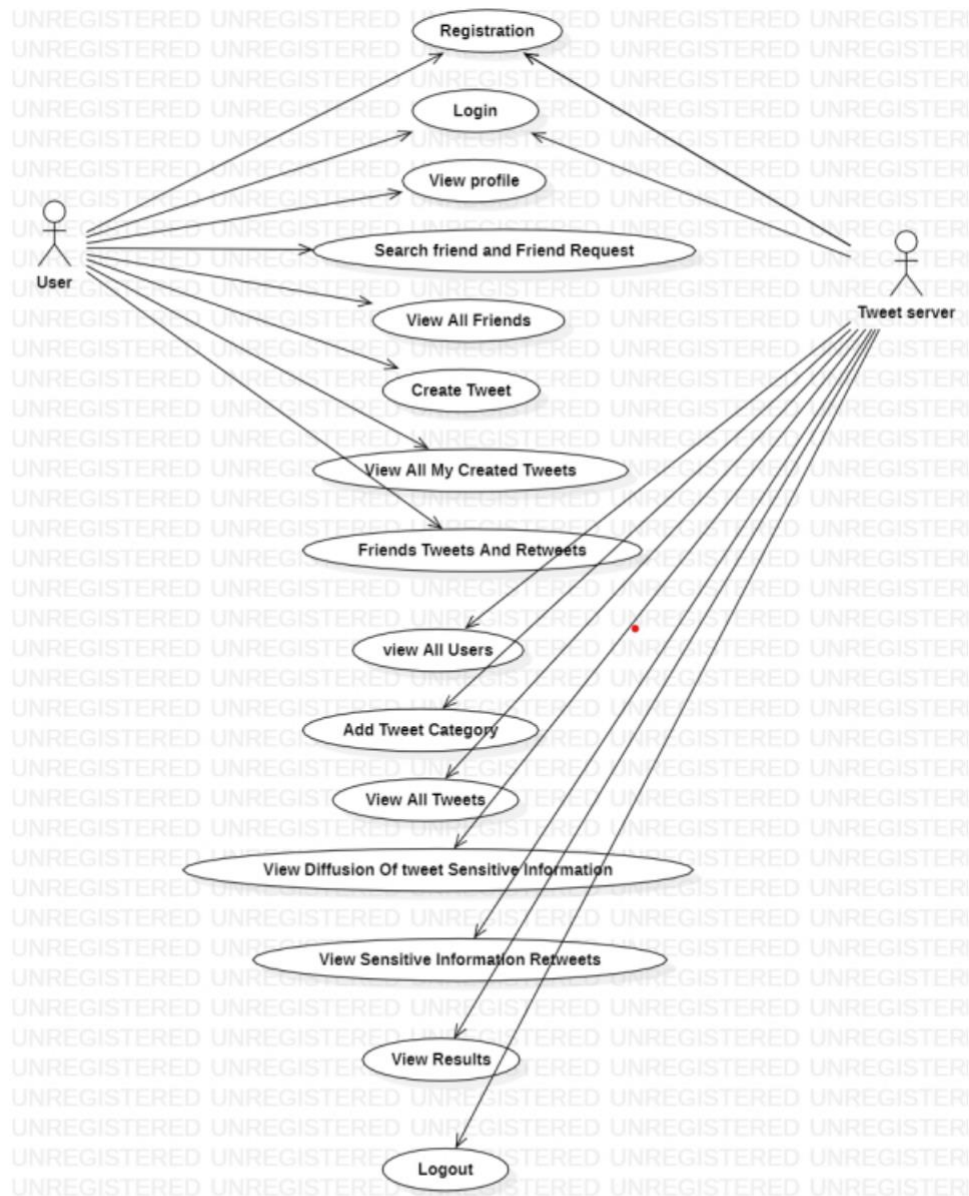 Registration
Login
View profile
Search friend and Friend Request
User
Tweet server
View All Friends
Create Tweet
View All My Created Tweets
Friends Tweets And Retweets
view All Users
Add Tweet Category
View All Tweets
View Diffusion Of tweet Sensitive Information
View Sensitive Information Retweets
View Results
Logout
UNREGISTERED